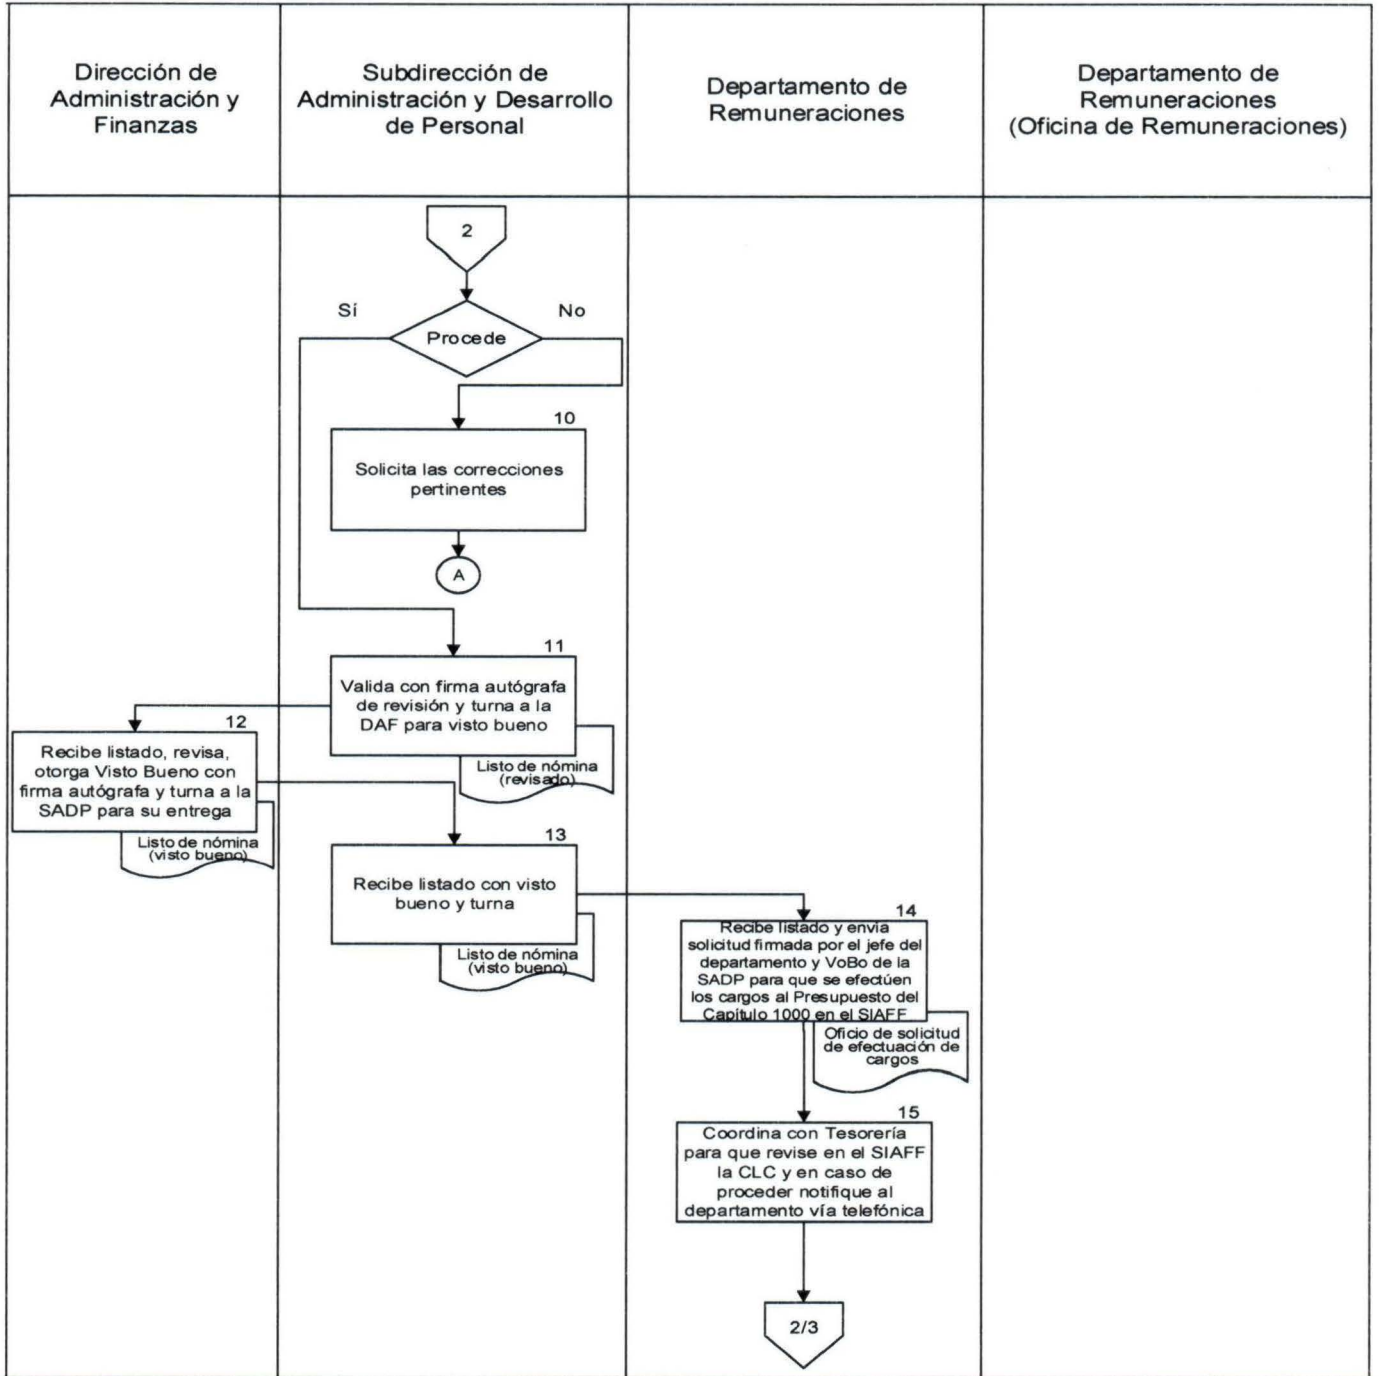 Dirección de
Administración y
Finanzas
Subdirección de
Administración y Desarrollo
de Personal
Departamento de
Remuneraciones
Departamento de
Remuneraciones
(Oficina de Remuneraciones)
2
Sí
No
Procede
10
Solicita las correcciones
pertinentes
A
11
Valida con firma autógrafa
de revisión y turna a la
DAF para visto bueno
Listo de nómina
(revisado)
12
Recibe listado, revisa,
otorga Visto Bueno con
firma autógrafa y turna a la
SADP para su entrega
Listo de nómina
(visto bueno)
13
Recibe listado con visto
bueno y turna
Listo de nómina
(visto bueno)
14
Recibe listado y envía
solicitud firmada por el jefe del
departamento y VoBo de la
SADP para que se efectúen
los cargos al Presupuesto del
Capítulo 1000 en el SIAFF
Oficio de solicitud
de efectuación de
cargos
15
Coordina con Tesorería
para que revise en el SIAFF
la CLC y en caso de
proceder notifique al
departamento vía telefónica
2/3